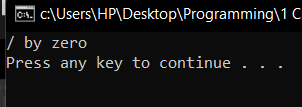 c:\Users\HP\Desktop\Programming\1 C
/ by zero
Press any key to continue . . .